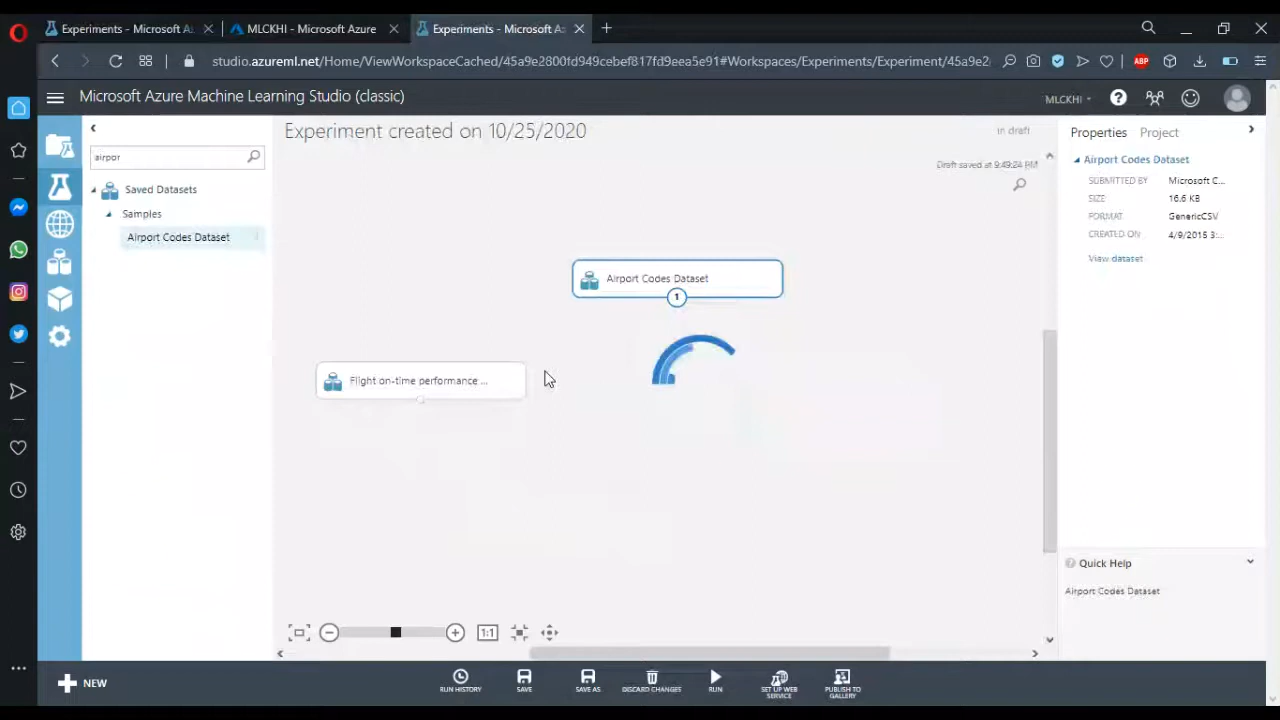 Experiments - Microsoft Az
MLCKHI - Microsoft Azure
Experiments - Microsoft Az
studio.azureml.net/Home/ViewWorkspaceCached/45a9e2800fd949cebef817fd9eea5e91#Workspaces/Experiments/Experiment/45a9e2
ABP
Microsoft Azure Machine Learning Studio (classic)
MLCKHI
airpor
Saved Datasets
Samples
Airport Codes Dataset
Experiment created on 10/25/2020
In draft
Draft saved at 9:49:24 PM
Airport Codes Dataset
1
Flight on-time performance ...
Properties
Project
Airport Codes Dataset
SUBMITTED BY Microsoft C...
SIZE 16.6 KB
FORMAT GenericCSV
CREATED ON 4/9/2015 3:...
View dataset
Quick Help
Airport Codes Dataset
1:1
NEW
RUN HISTORY
SAVE
SAVE AS
DISCARD CHANGES
RUN
SET UP WEB SERVICE
PUBLISH TO GALLERY